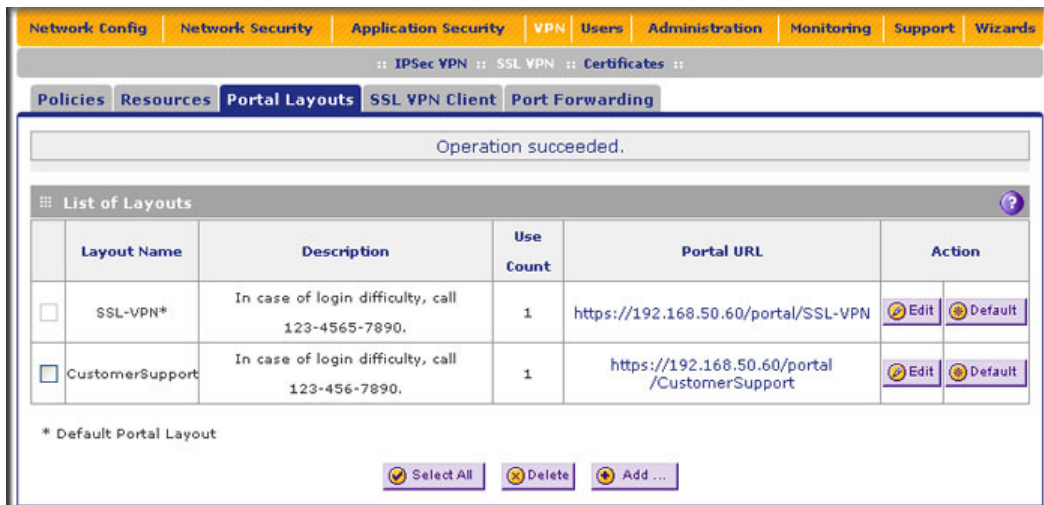 Network Config Network Security Application Security VPN Users Administration Monitoring Support Wizards
:: IPSec VPN :: SSL VPN :: Certificates ::
Policies Resources Portal Layouts SSL VPN Client Port Forwarding
Operation succeeded.
List of Layouts ?
Layout Name Description Use Count Portal URL Action
SSL-VPN* In case of login difficulty, call 123-4565-7890. 1 https://192.168.50.60/portal/SSL-VPN Edit Default
CustomerSupport In case of login difficulty, call 123-456-7890. 1 https://192.168.50.60/portal/CustomerSupport Edit Default
* Default Portal Layout
Select All Delete Add ...